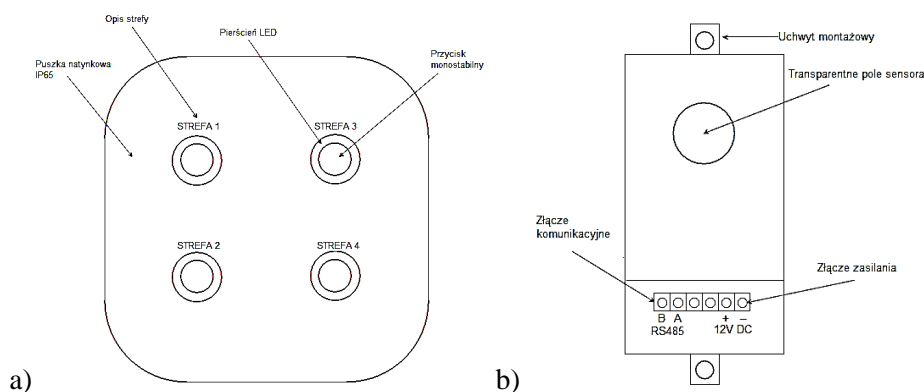 Opis strefy
Pierścień LED
Przycisk
monostabilny
Puszka natynkowa
IP65
STREFA 1
STREFA 3
STREFA 2
STREFA 4
a)
Uchwyt montażowy
Transparentne pole sensora
Złącze
komunikacyjne
Złącze zasilania
B A + –
RS485 12V DC
b)